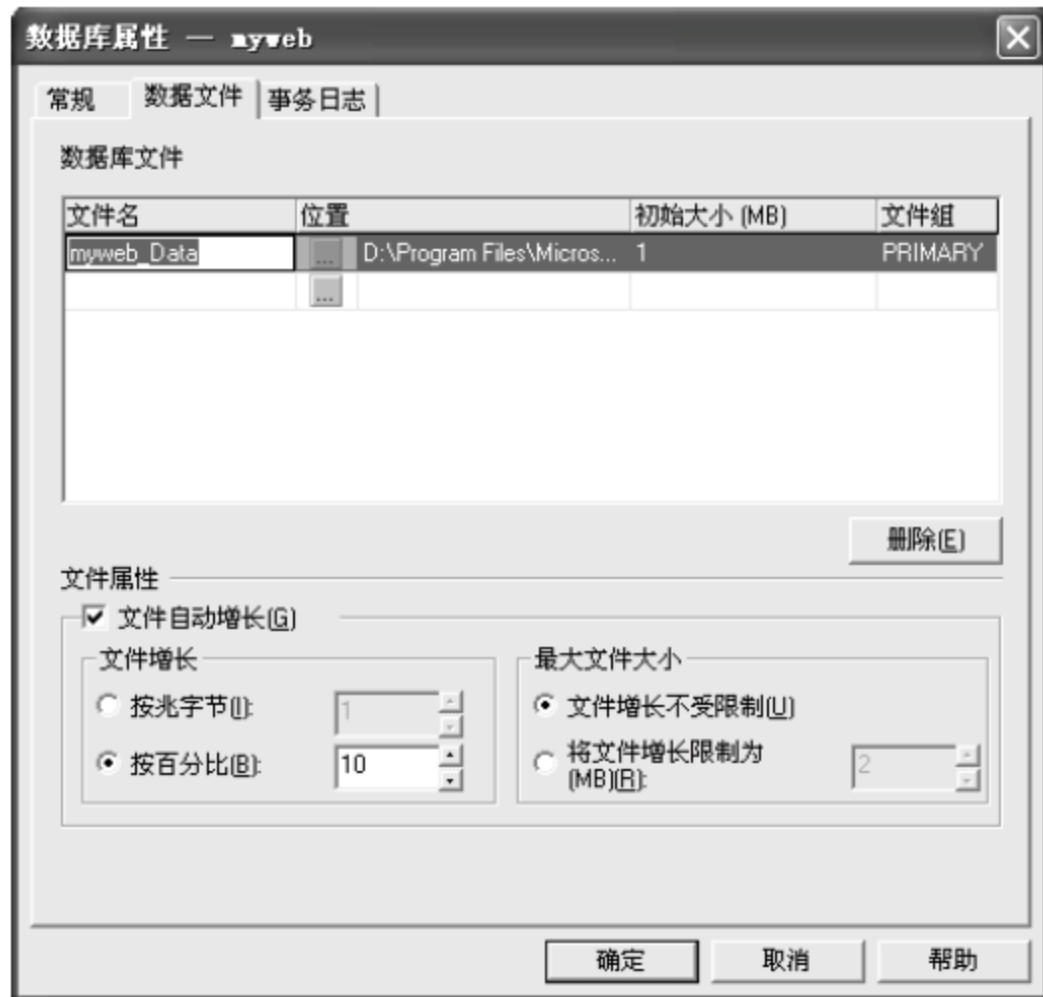 数据库属性 — myweb
常规 数据文件 事务日志
数据库文件
文件名 位置 初始大小 (MB) 文件组
myweb_Data ... D:\Program Files\Micros... 1 PRIMARY
...
删除(E)
文件属性
文件自动增长(G)
文件增长 最大文件大小
按兆字节(I): 1 文件增长不受限制(U)
按百分比(B): 10 将文件增长限制为
(MB)(R): 2
确定 取消 帮助